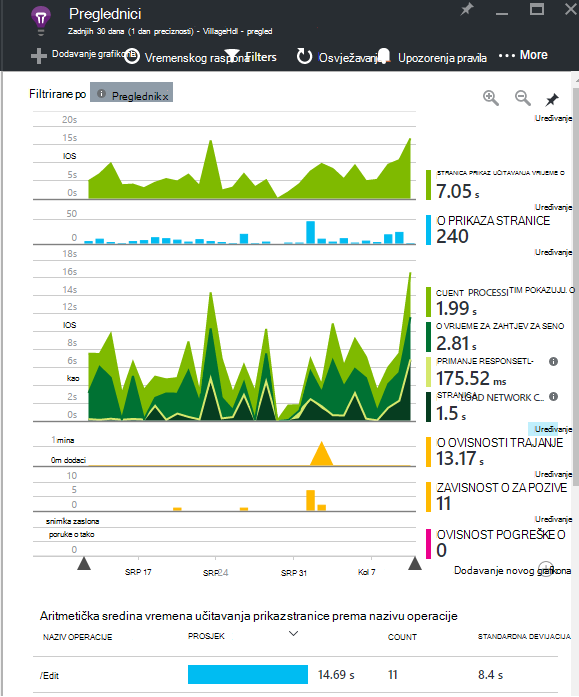 Preglednici
Zadnjih 30 dana (1 dan preciznosti) - VillageHdl - pregled
Dodavanje grafikona
Vremenskog raspona
Filters
Osvježavanje
Upozorenja pravila
More
Filtrirane po
Preglednik x
Uređivanje
20s
15s
IOS
5s
0s
STRANICA PRIKAZ UČITAVANJA VRIJEME O
7.05 s
Uređivanje
50
0
O PRIKAZA STRANICE
240
Uređivanje
18s
16s
14s
12s
IOS
8s
6s
kao
2s
0s
CLIENT PROCESSI TIM POKAZUJU. O
1.99 s
O VRIJEME ZA ZAHTJEV ZA SENO
2.81 s
PRIMANJE RESPONSETL-
175.52 ms
STRANICA LOAD NETWORK C...
1.5 s
Uređivanje
1 mina
0m dodaci
O OVISNOSTI TRAJANJE
13.17 s
Uređivanje
10
5
0
ZAVISNOST O ZA POZIVE
11
Uređivanje
snimka zaslona
poruke o tako
0
OVISNOST POGREŠKE O
0
SRP 17
SRP 24
SRP 31
Kol 7
Dodavanje novog grafikona
Aritmetička sredina vremena učitavanja prikaz stranice prema nazivu operacije
NAZIV OPERACIJE
PROSJEK
COUNT
STANDARDNA DEVIJACIJA
/Edit
14.69 s
11
8.4 s